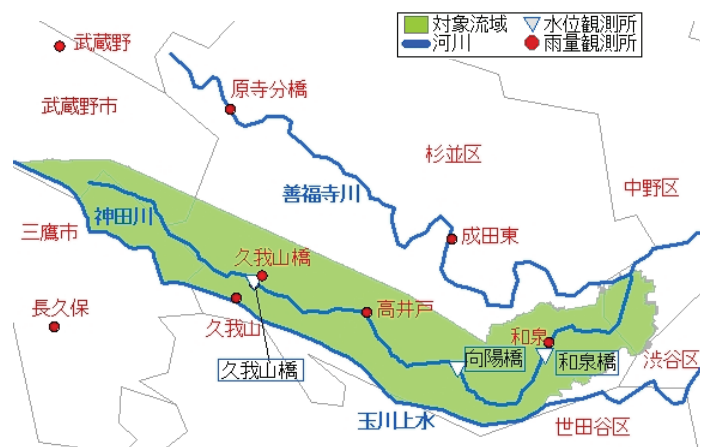 対象流域
水位観測所
河川
雨量観測所
武蔵野
原寺分橋
武蔵野市
杉並区
中野区
善福寺川
神田川
三鷹市
成田東
久我山橋
長久保
高井戸
久我山
和泉
向陽橋
和泉橋
渋谷区
久我山橋
玉川上水
世田谷区